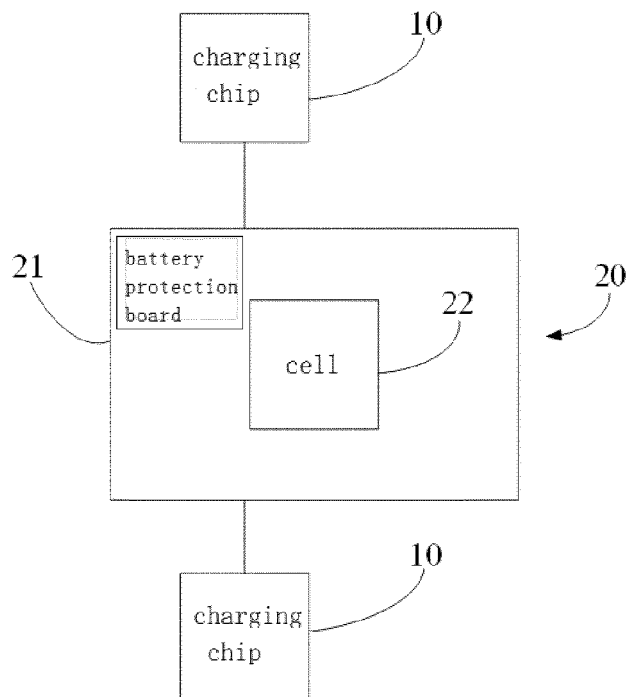 charging
chip
10
battery
protection
board
21
20
22
cell
10
charging
chip